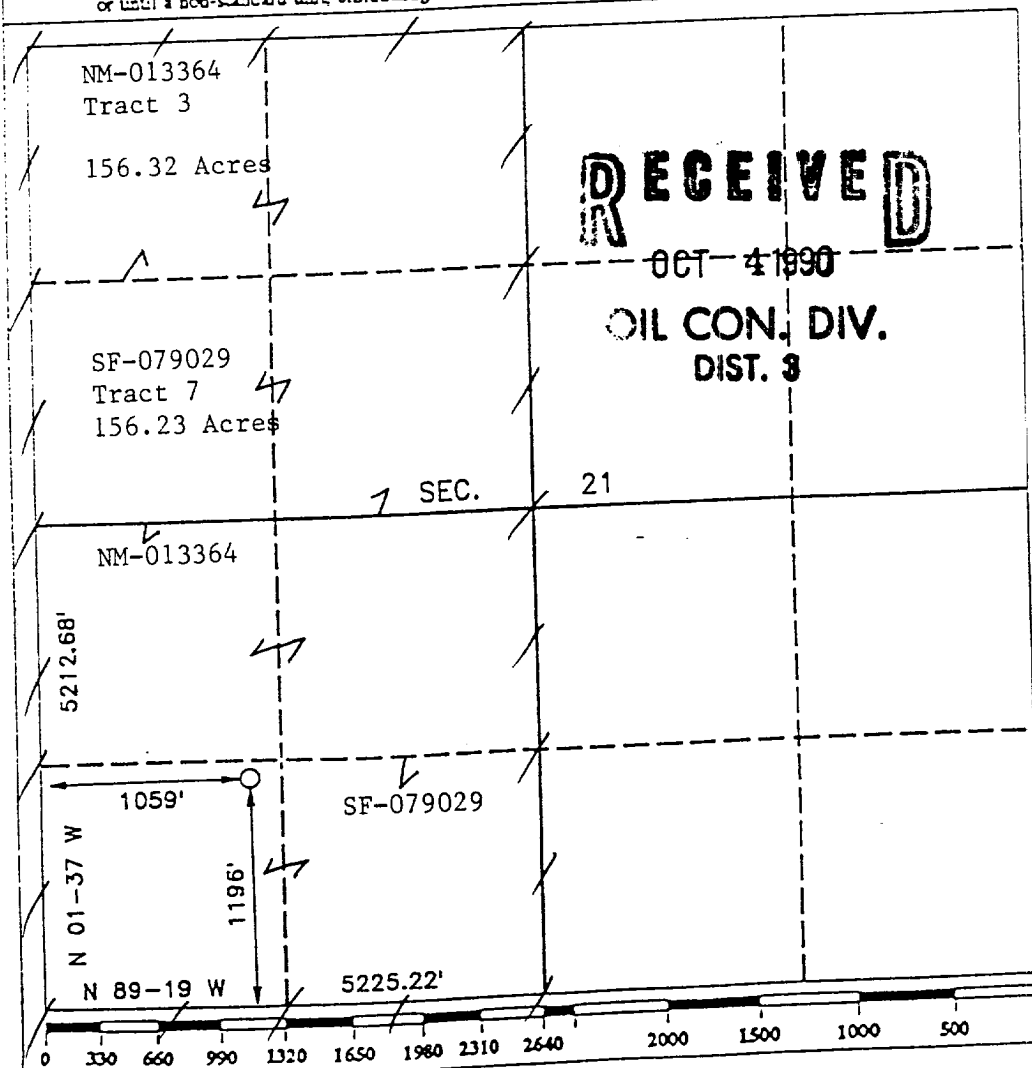 NM-013364
Tract 3
156.32 Acres
RECEIVED
OCT 4 1990
OIL CON. DIV.
DIST. 3
SF-079029
Tract 7
156.23 Acres
SEC. 21
NM-013364
5212.68'
1059'
SF-079029
N 01-37 W
1196'
N 89-19 W
5225.22'
0 330 660 990 1320 1650 1980 2310 2640 2000 1500 1000 500